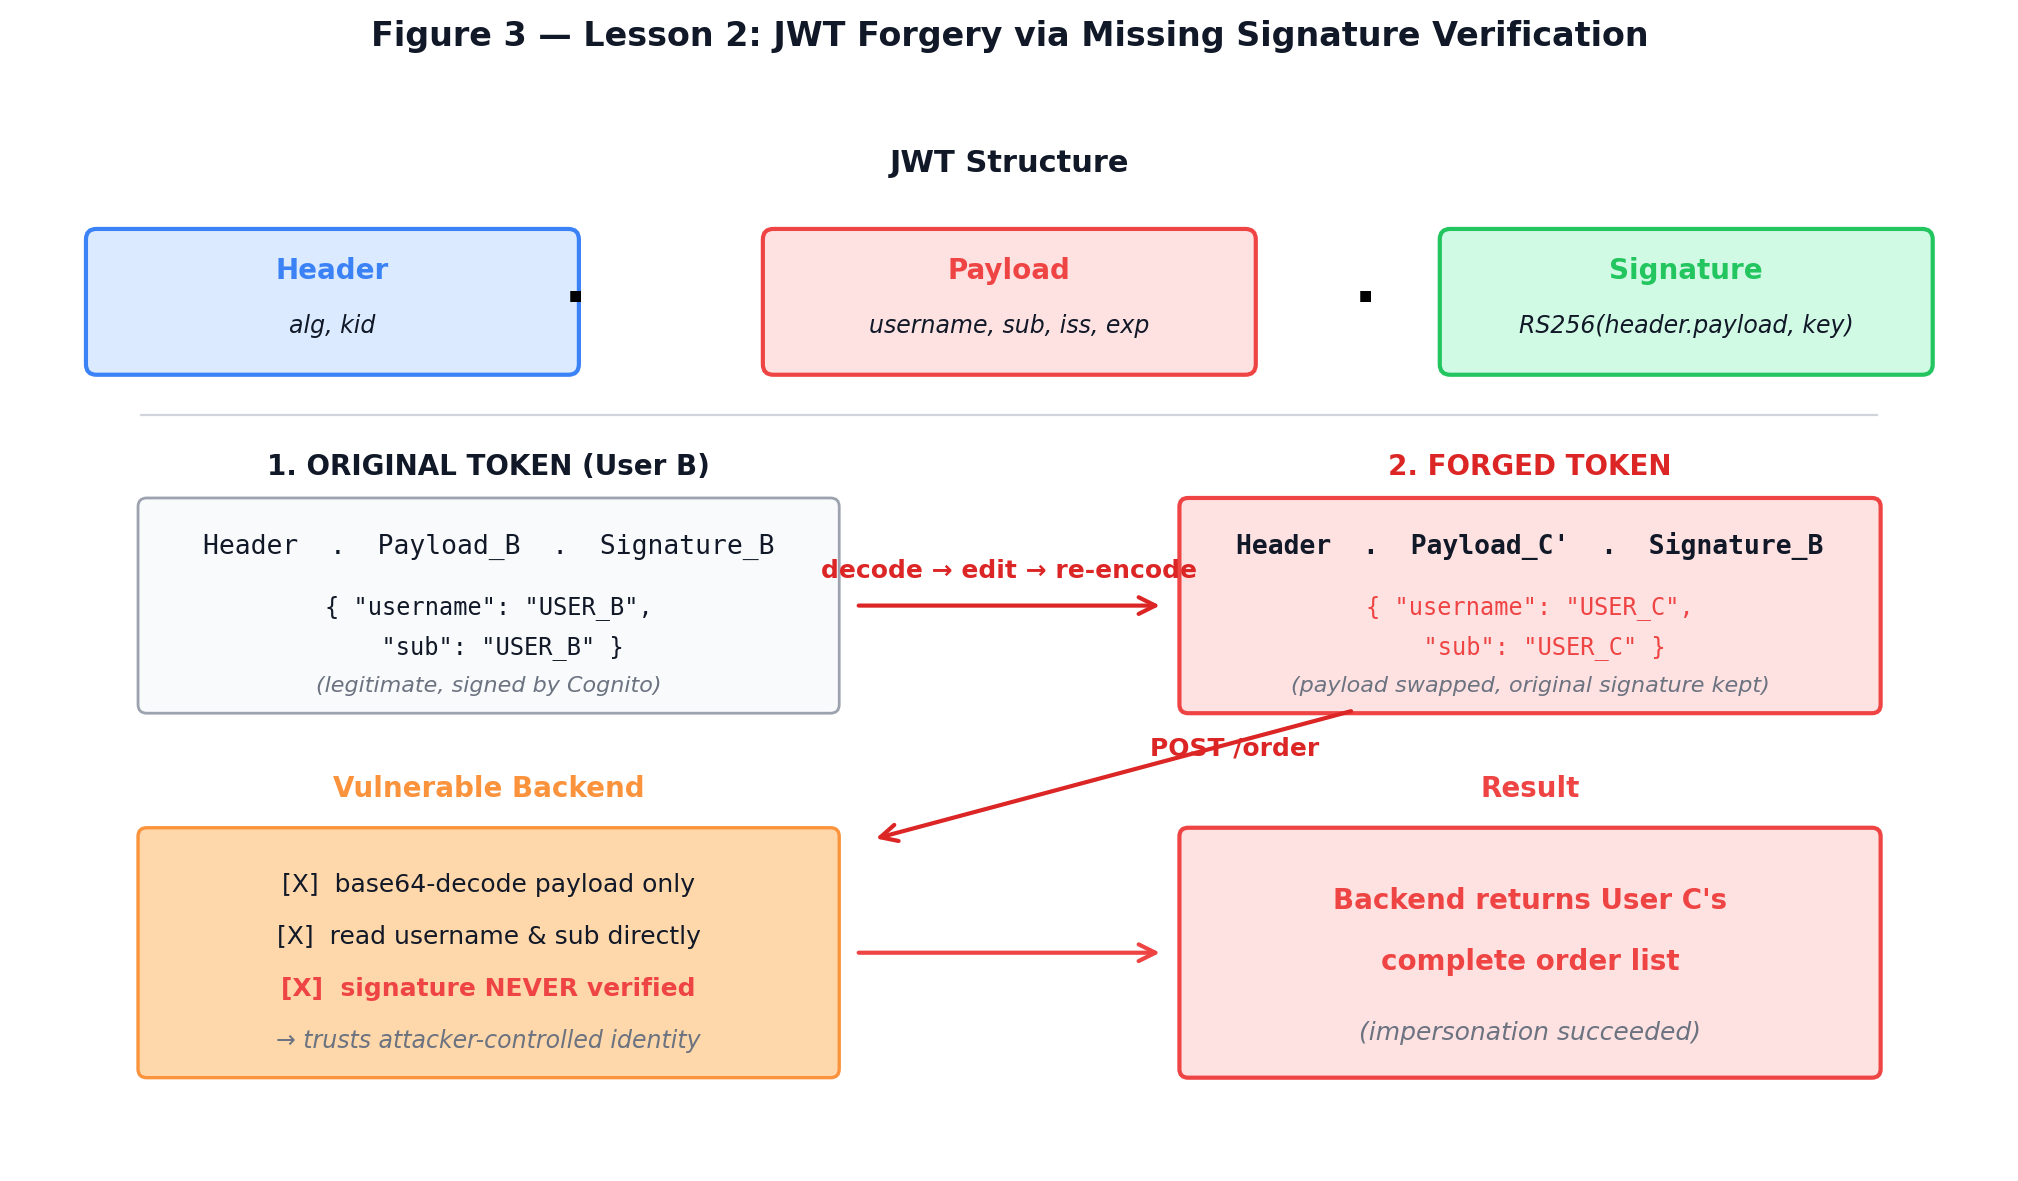 Figure 3 — Lesson 2: JWT Forgery via Missing Signature Verification
JWT Structure
Header
alg, kid
.
Payload
username, sub, iss, exp
.
Signature
RS256(header.payload, key)
1. ORIGINAL TOKEN (User B)
Header . Payload_B . Signature_B
{ "username": "USER_B",
"sub": "USER_B" }
(legitimate, signed by Cognito)
decode → edit → re-encode
2. FORGED TOKEN
Header . Payload_C' . Signature_B
{ "username": "USER_C",
"sub": "USER_C" }
(payload swapped, original signature kept)
POST /order
Vulnerable Backend
[X] base64-decode payload only
[X] read username & sub directly
[X] signature NEVER verified
→ trusts attacker-controlled identity
Result
Backend returns User C's
complete order list
(impersonation succeeded)